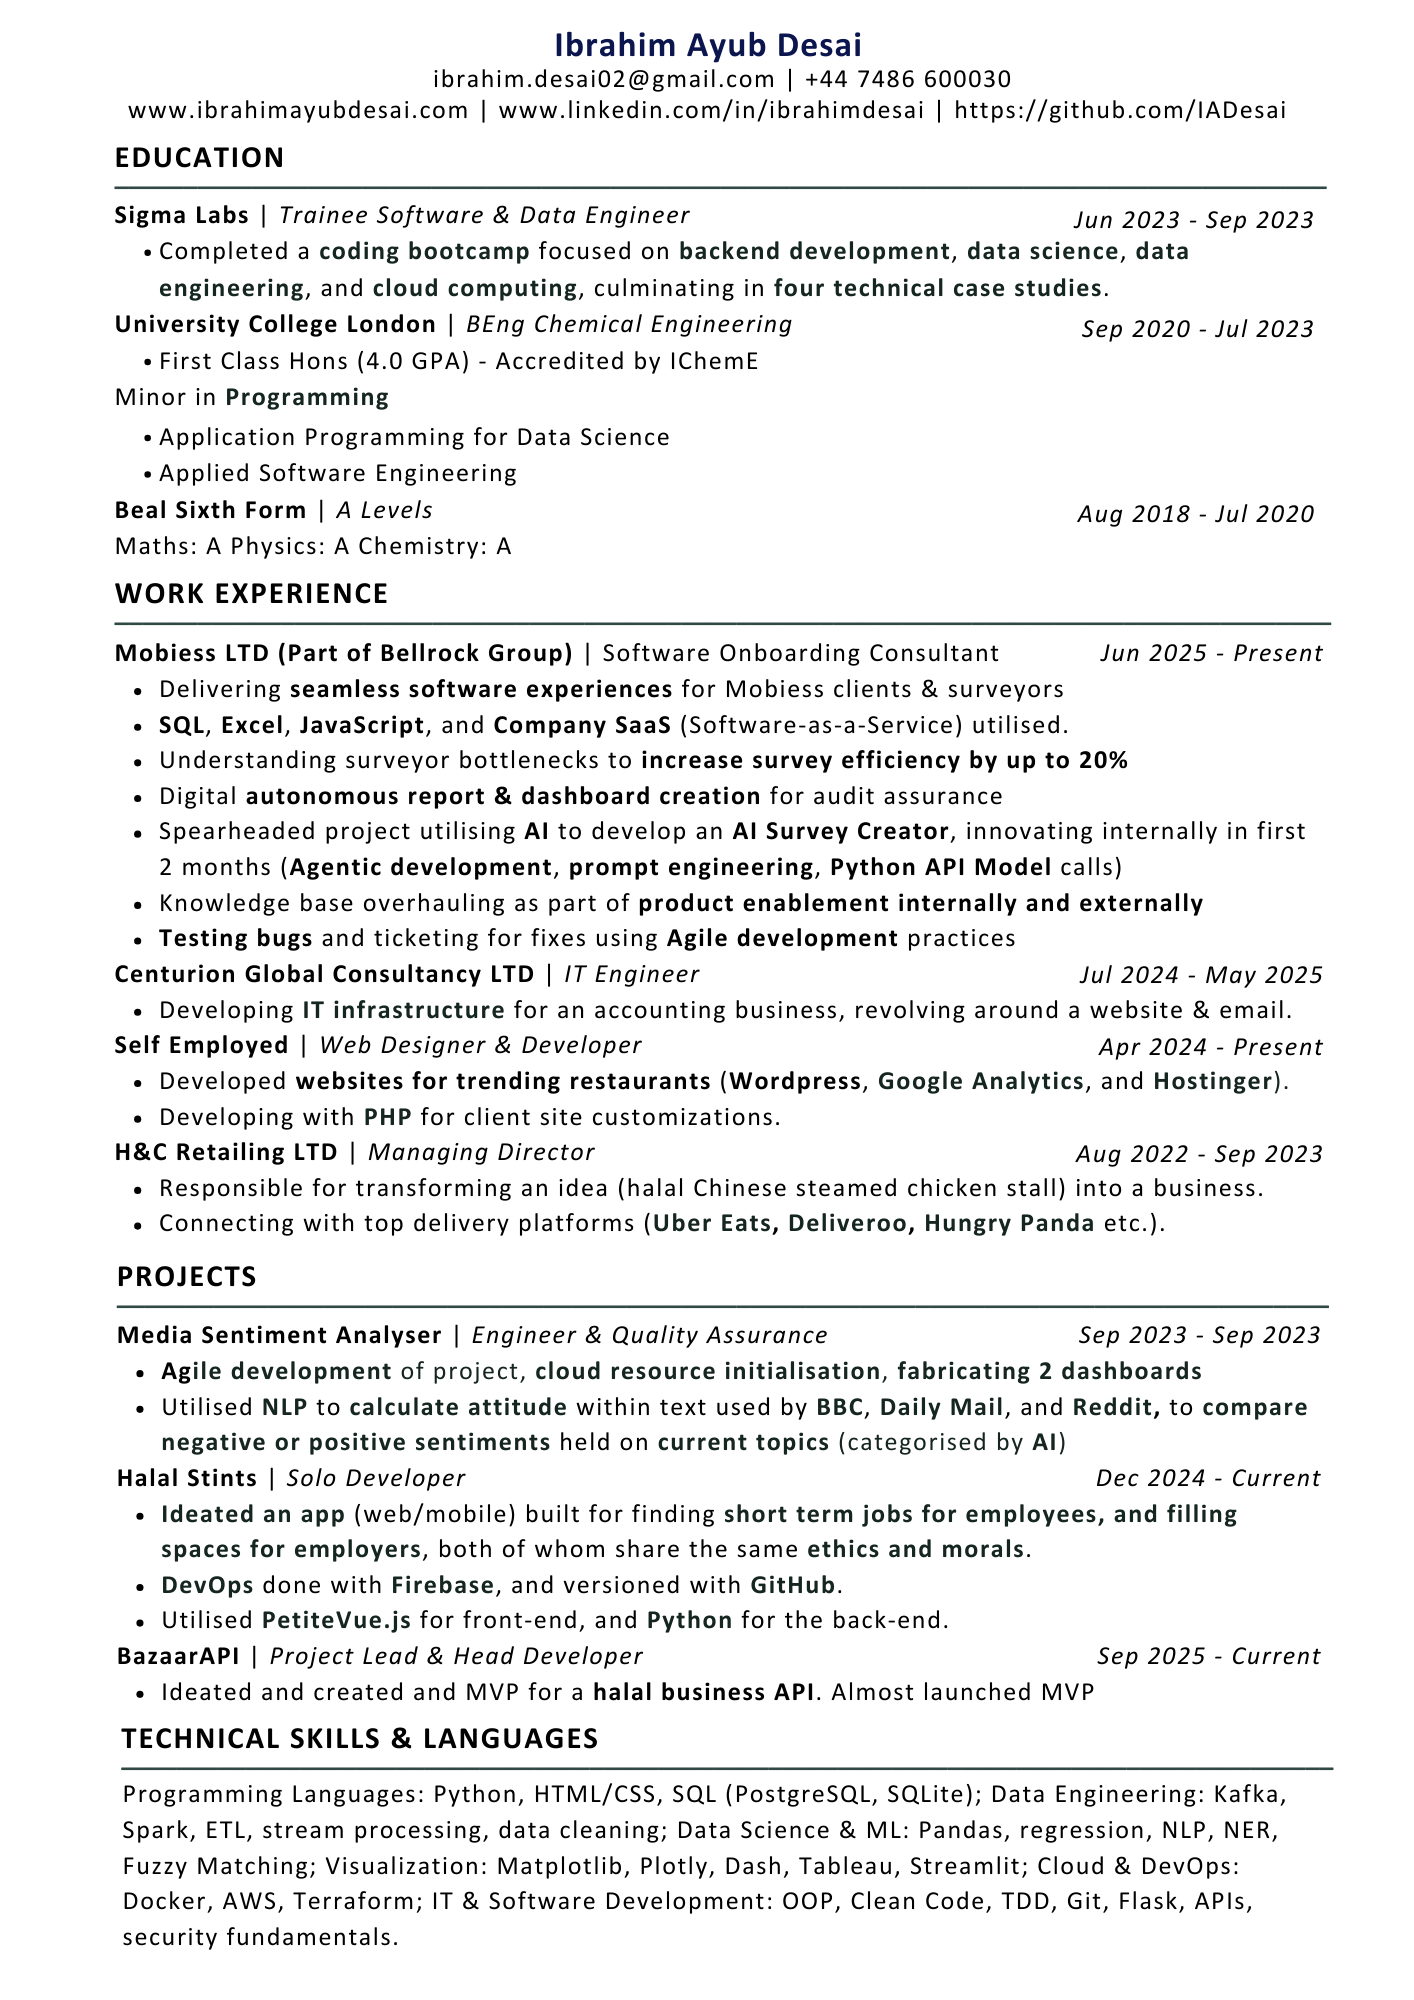 Ibrahim Ayub Desai
ibrahim.desai02@gmail.com | +44 7486 600030
www.ibrahimayubdesai.com | www.linkedin.com/in/ibrahimdesai | https://github.com/IADesai
EDUCATION
Sigma Labs | Trainee Software & Data Engineer Jun 2023 - Sep 2023
• Completed a coding bootcamp focused on backend development, data science, data
engineering, and cloud computing, culminating in four technical case studies.
University College London | BEng Chemical Engineering Sep 2020 - Jul 2023
• First Class Hons (4.0 GPA) - Accredited by IChemE
Minor in Programming
• Application Programming for Data Science
• Applied Software Engineering
Beal Sixth Form | A Levels Aug 2018 - Jul 2020
Maths: A Physics: A Chemistry: A
WORK EXPERIENCE
Mobiess LTD (Part of Bellrock Group) | Software Onboarding Consultant Jun 2025 - Present
• Delivering seamless software experiences for Mobiess clients & surveyors
• SQL, Excel, JavaScript, and Company SaaS (Software-as-a-Service) utilised.
• Understanding surveyor bottlenecks to increase survey efficiency by up to 20%
• Digital autonomous report & dashboard creation for audit assurance
• Spearheaded project utilising AI to develop an AI Survey Creator, innovating internally in first
2 months (Agentic development, prompt engineering, Python API Model calls)
• Knowledge base overhauling as part of product enablement internally and externally
• Testing bugs and ticketing for fixes using Agile development practices
Centurion Global Consultancy LTD | IT Engineer Jul 2024 - May 2025
• Developing IT infrastructure for an accounting business, revolving around a website & email.
Self Employed | Web Designer & Developer Apr 2024 - Present
• Developed websites for trending restaurants (Wordpress, Google Analytics, and Hostinger).
• Developing with PHP for client site customizations.
H&C Retailing LTD | Managing Director Aug 2022 - Sep 2023
• Responsible for transforming an idea (halal Chinese steamed chicken stall) into a business.
• Connecting with top delivery platforms (Uber Eats, Deliveroo, Hungry Panda etc.).
PROJECTS
Media Sentiment Analyser | Engineer & Quality Assurance Sep 2023 - Sep 2023
• Agile development of project, cloud resource initialisation, fabricating 2 dashboards
• Utilised NLP to calculate attitude within text used by BBC, Daily Mail, and Reddit, to compare
negative or positive sentiments held on current topics (categorised by AI)
Halal Stints | Solo Developer Dec 2024 - Current
• Ideated an app (web/mobile) built for finding short term jobs for employees, and filling
spaces for employers, both of whom share the same ethics and morals.
• DevOps done with Firebase, and versioned with GitHub.
• Utilised PetiteVue.js for front-end, and Python for the back-end.
BazaarAPI | Project Lead & Head Developer Sep 2025 - Current
• Ideated and created and MVP for a halal business API. Almost launched MVP
TECHNICAL SKILLS & LANGUAGES
Programming Languages: Python, HTML/CSS, SQL (PostgreSQL, SQLite); Data Engineering: Kafka,
Spark, ETL, stream processing, data cleaning; Data Science & ML: Pandas, regression, NLP, NER,
Fuzzy Matching; Visualization: Matplotlib, Plotly, Dash, Tableau, Streamlit; Cloud & DevOps:
Docker, AWS, Terraform; IT & Software Development: OOP, Clean Code, TDD, Git, Flask, APIs,
security fundamentals.